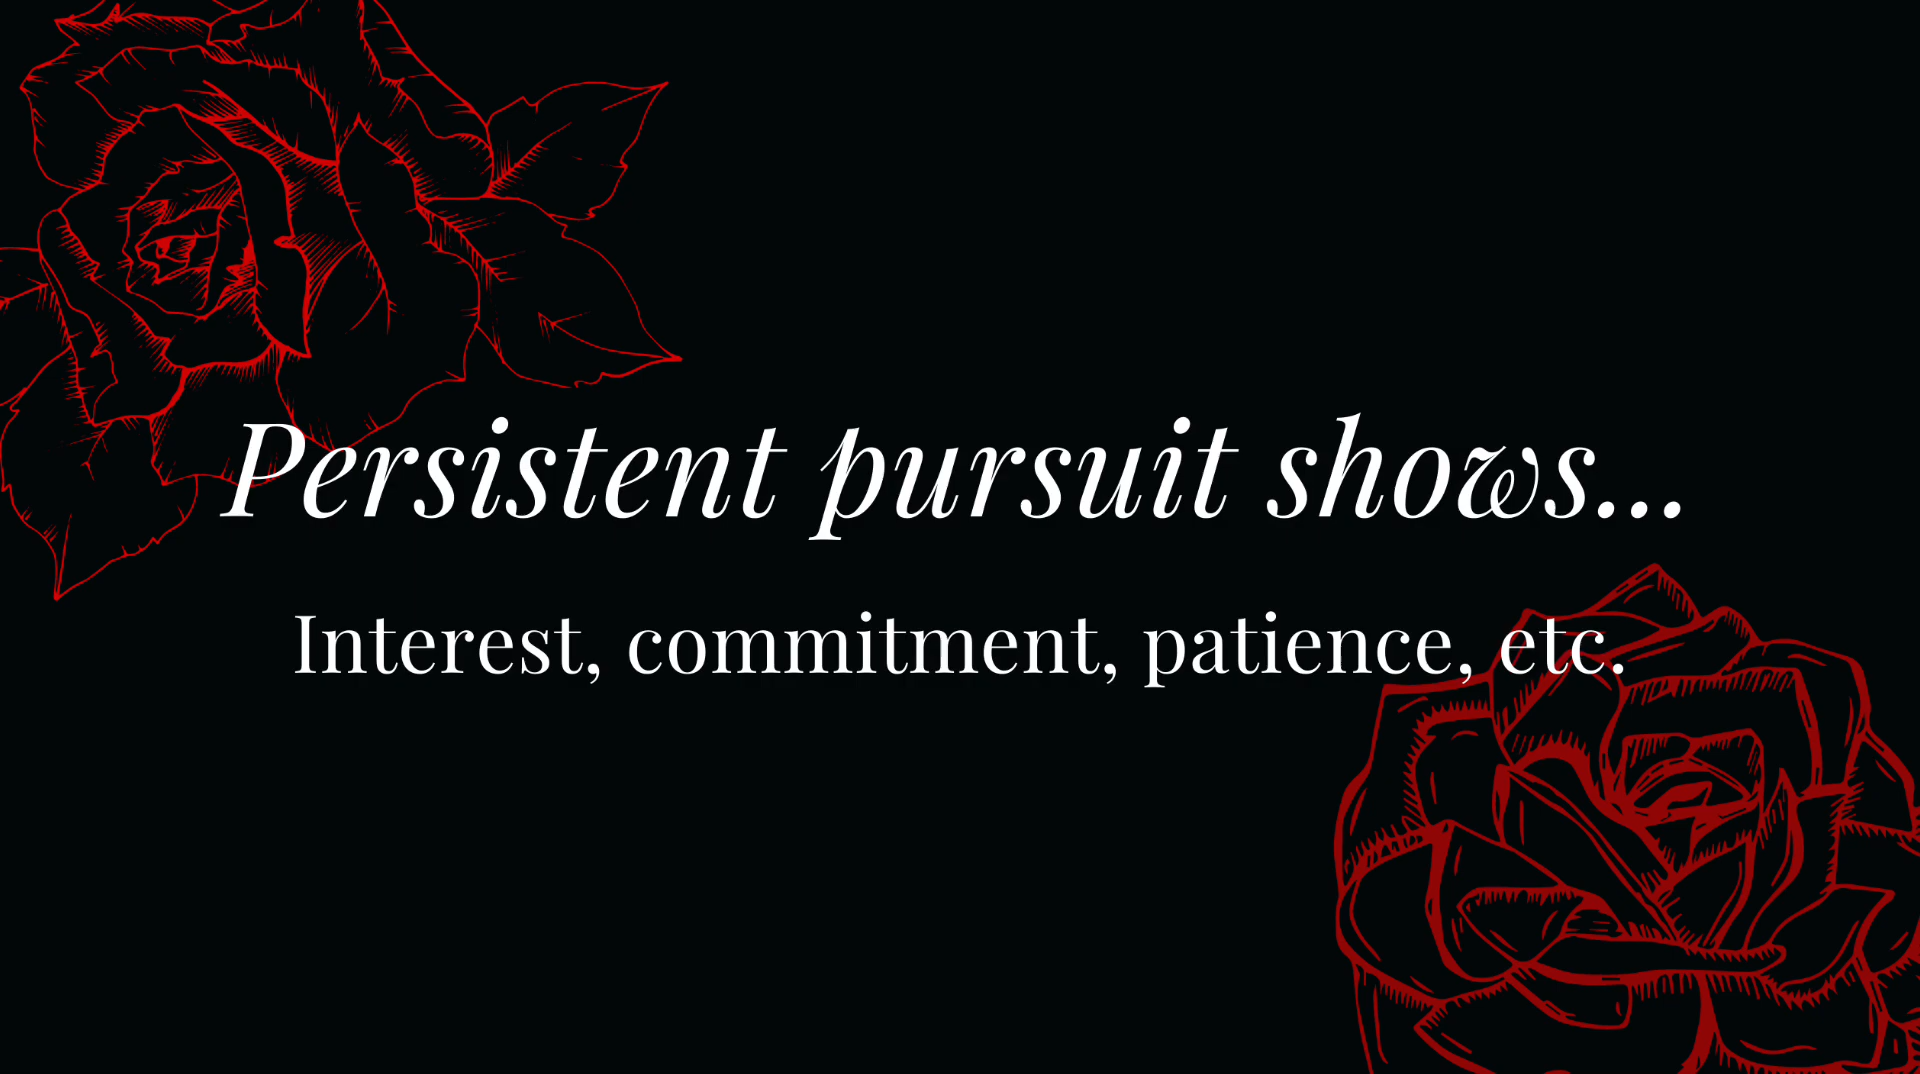 Persistent pursuit shows...
Interest, commitment, patience, etc.